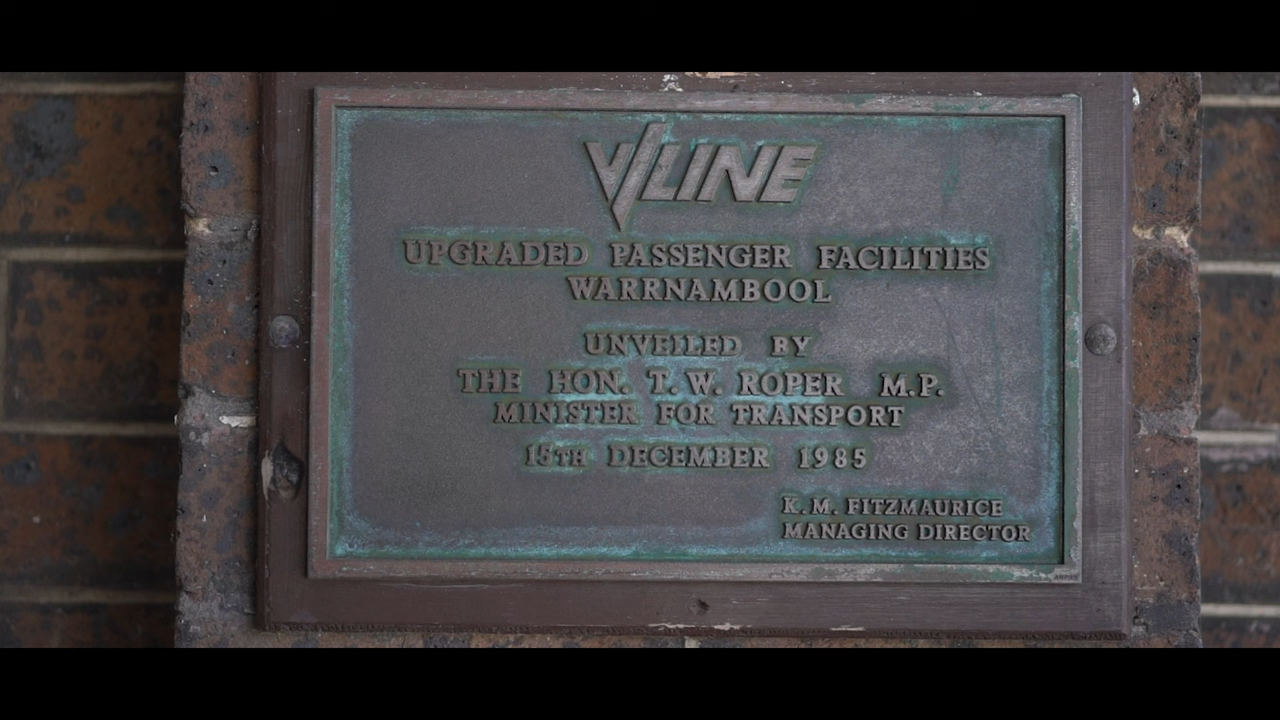 V/LINE
UPGRADED PASSENGER FACILITIES
WARRNAMBOOL
UNVEILED BY
THE HON. T. W. ROPER M.P.
MINISTER FOR TRANSPORT
15TH DECEMBER 1985
K. M. FITZMAURICE
MANAGING DIRECTOR